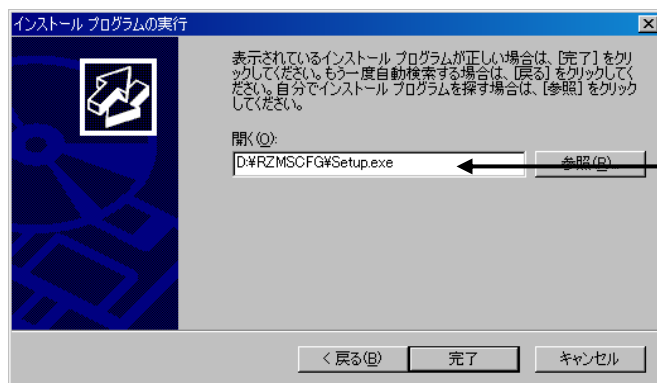 インストール プログラムの実行
表示されているインストール プログラムが正しい場合は、[完了] をクリ
ックしてください。もう一度自動検索する場合は、[戻る] をクリックしてく
ださい。自分でインストール プログラムを探す場合は、[参照] をクリック
してください。
開く(O):
D:¥RZMSCFG¥Setup.exe
参照(R)...
< 戻る(B)
完了
キャンセル